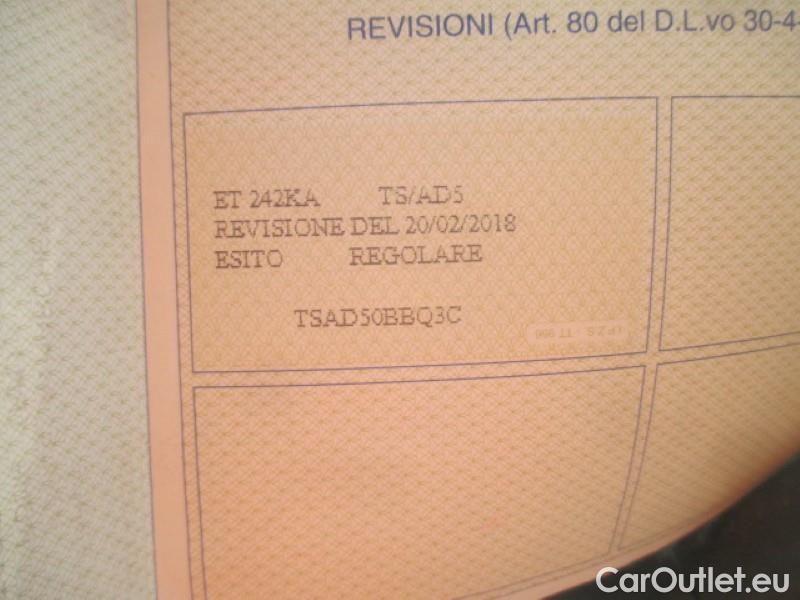 REVISIONI (Art. 80 del D.L.vo 30-4-
ET 242KA TS/AD5
REVISIONE DEL 20/02/2018
ESITO REGOLARE
TSAD50BBQ3C
CarOutlet.eu